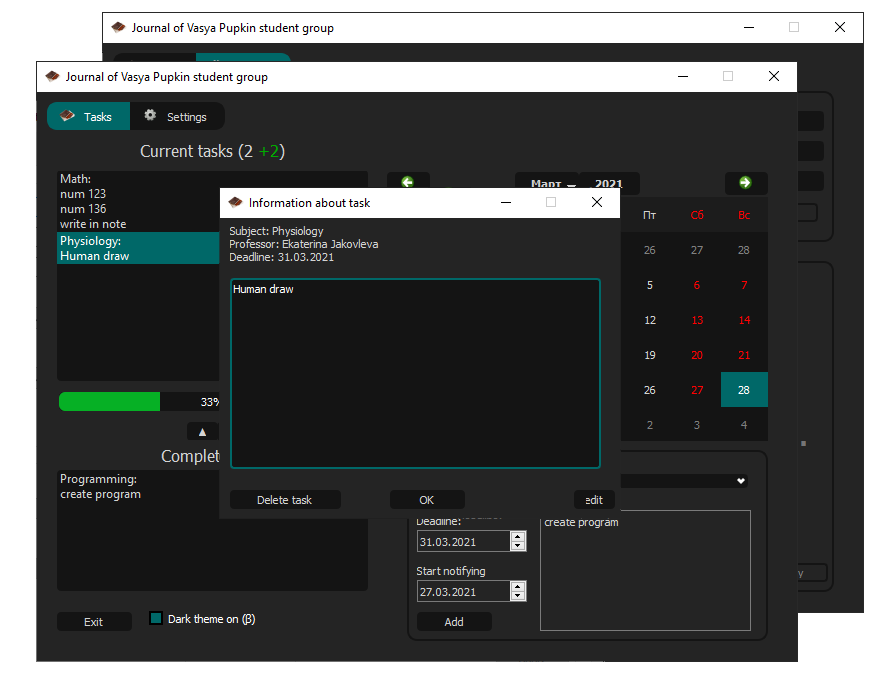 Journal of Vasya Pupkin student group
Journal of Vasya Pupkin student group
Tasks
Settings
Current tasks (2 +2)
Math:
num 123
num 136
write in note
Physiology:
Human draw
33%
▲
Programming:
create program
Exit
Dark theme on (β)
Март 2021
Пт Сб Вс
26 27 28
5 6 7
12 13 14
19 20 21
26 27 28
2 3 4
Information about task
Subject: Physiology
Professor: Ekaterina Jakovleva
Deadline: 31.03.2021
Human draw
Delete task
OK
edit
Deadline:
31.03.2021
Start notifying
27.03.2021
Add
create program